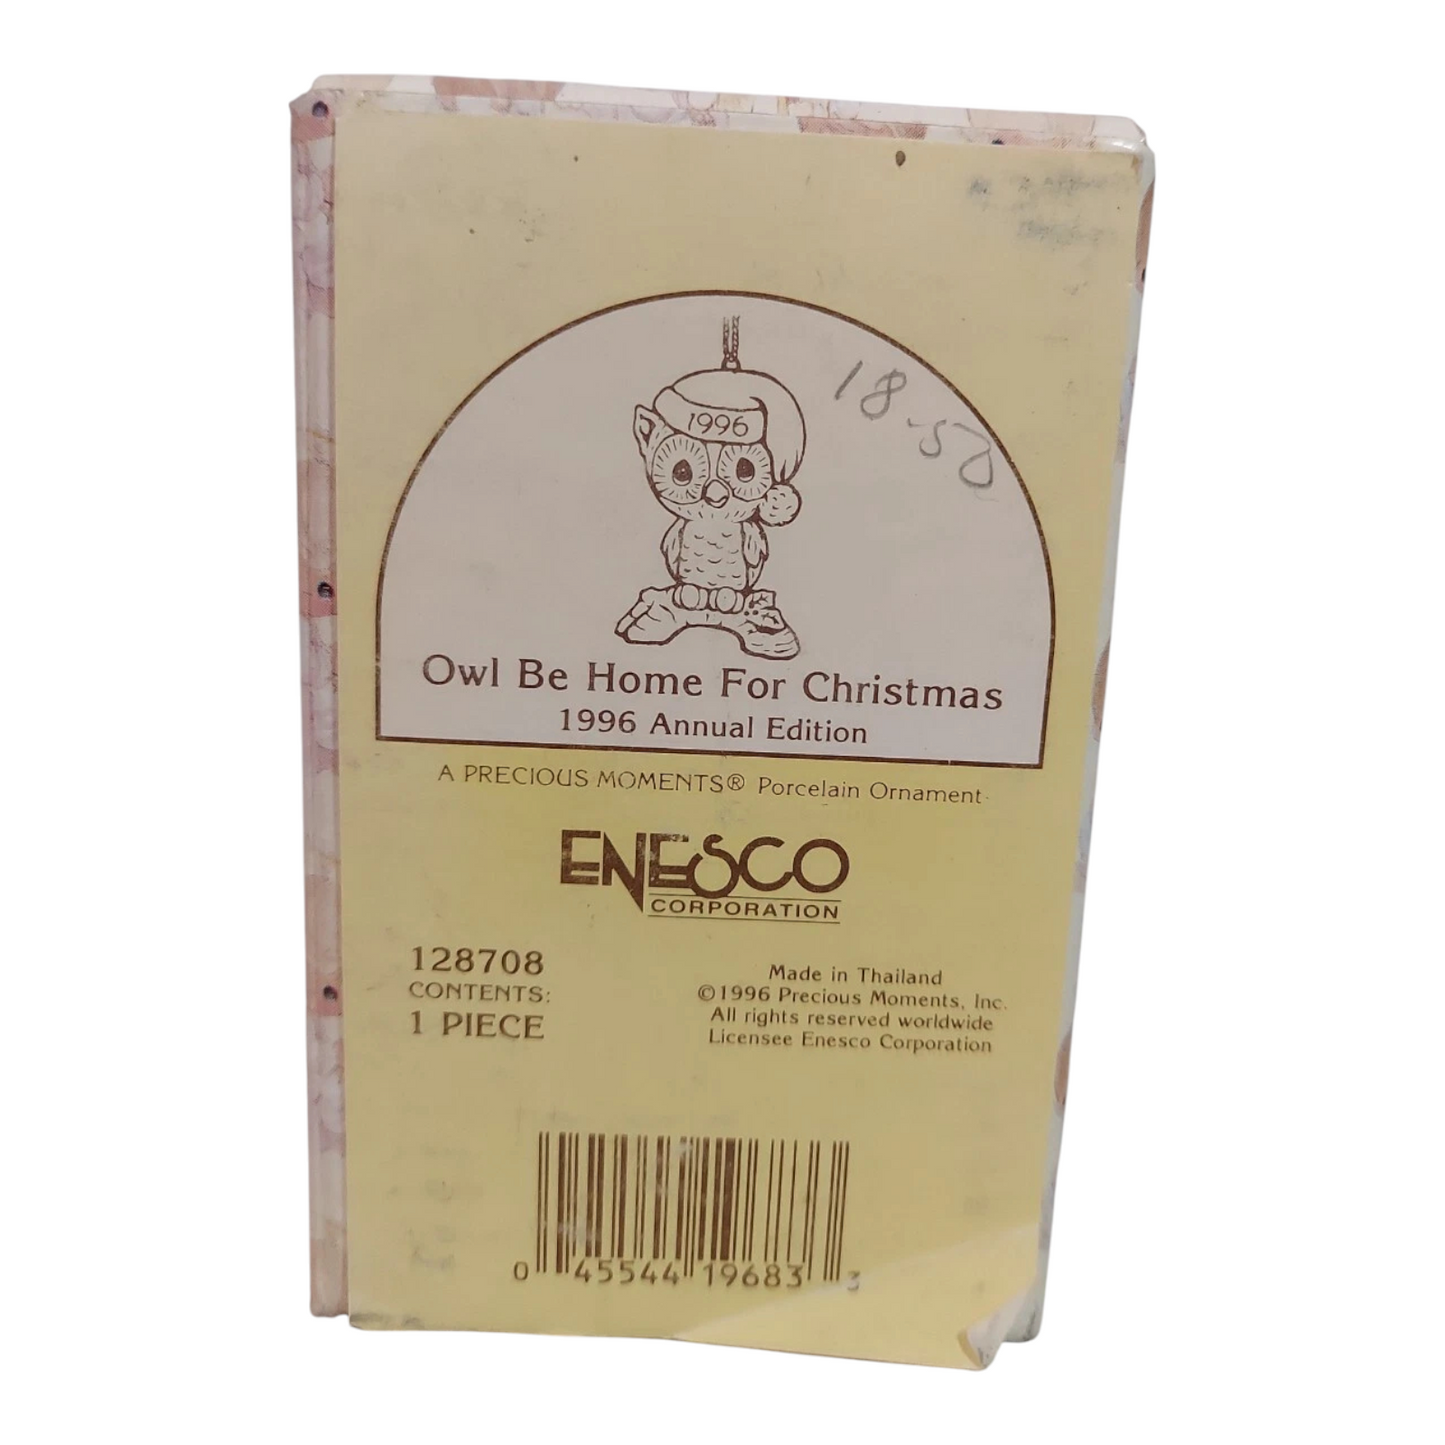 1996
18.50
Owl Be Home For Christmas
1996 Annual Edition
A PRECIOUS MOMENTS® Porcelain Ornament
ENESCO
CORPORATION
128708
CONTENTS:
1 PIECE
Made in Thailand
©1996 Precious Moments, Inc.
All rights reserved worldwide
Licensee Enesco Corporation
0 45544 19683 3